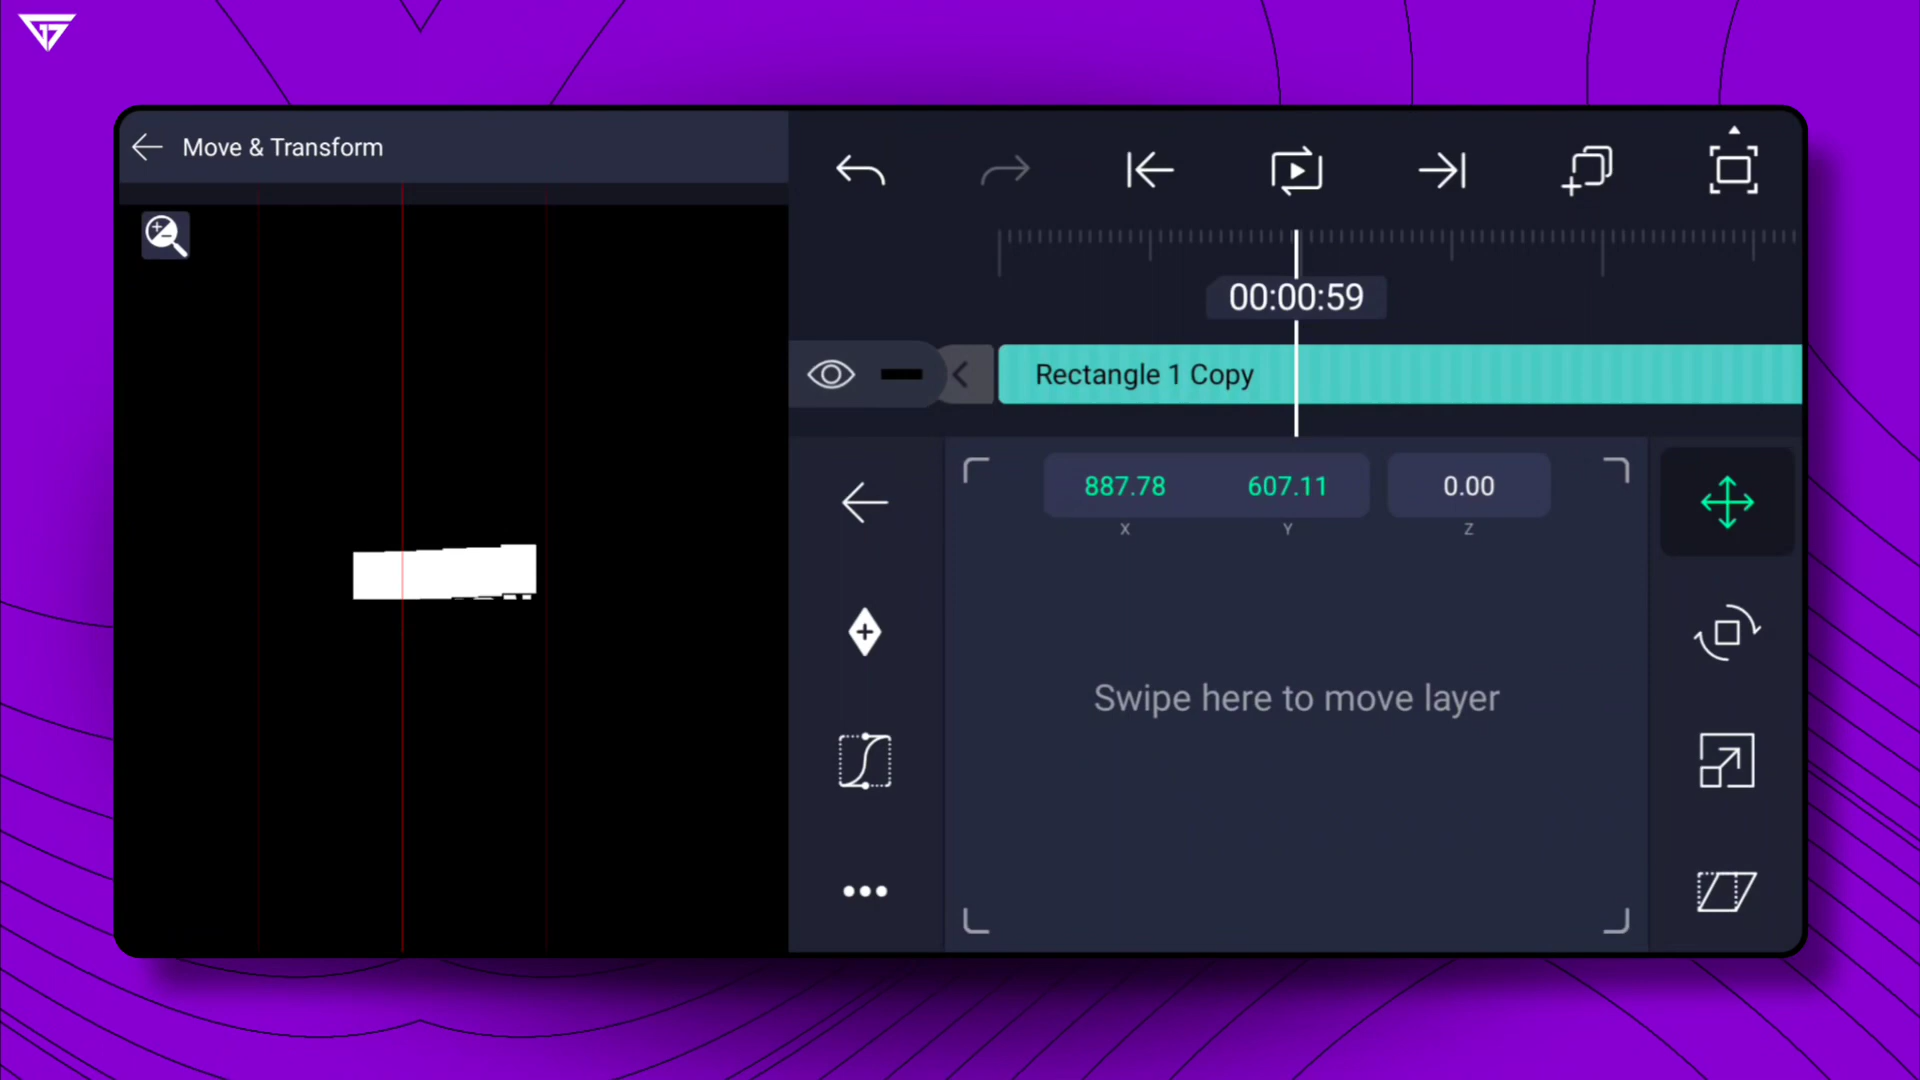 Move & Transform
00:00:59
Rectangle 1 Copy
887.78 607.11 0.00
X Y Z
Swipe here to move layer